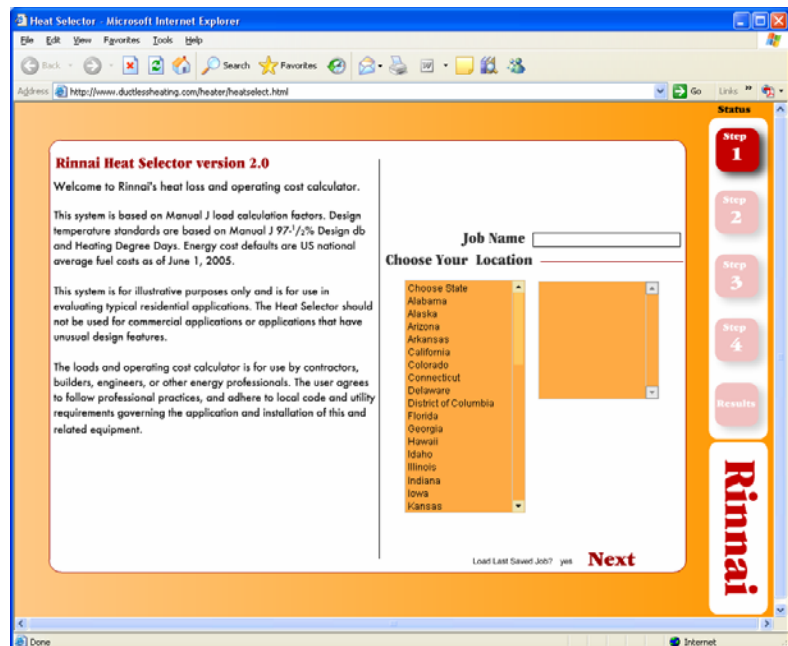 Heat Selector - Microsoft Internet Explorer
File Edit View Favorites Tools Help
Back Search Favorites
Address http://www.ductlessheating.com/heater/heatselect.html Go Links »
Status
Step
1
Step
2
Step
3
Step
4
Results
Rinnai
Rinnai Heat Selector version 2.0
Welcome to Rinnai's heat loss and operating cost calculator.
This system is based on Manual J load calculation factors. Design
temperature standards are based on Manual J 97-1/2% Design db
and Heating Degree Days. Energy cost defaults are US national
average fuel costs as of June 1, 2005.
This system is for illustrative purposes only and is for use in
evaluating typical residential applications. The Heat Selector should
not be used for commercial applications or applications that have
unusual design features.
The loads and operating cost calculator is for use by contractors,
builders, engineers, or other energy professionals. The user agrees
to follow professional practices, and adhere to local code and utility
requirements governing the application and installation of this and
related equipment.
Job Name
Choose Your Location
Choose State
Alabama
Alaska
Arizona
Arkansas
California
Colorado
Connecticut
Delaware
District of Columbia
Florida
Georgia
Hawaii
Idaho
Illinois
Indiana
Iowa
Kansas
Load Last Saved Job? yes Next
Done Internet